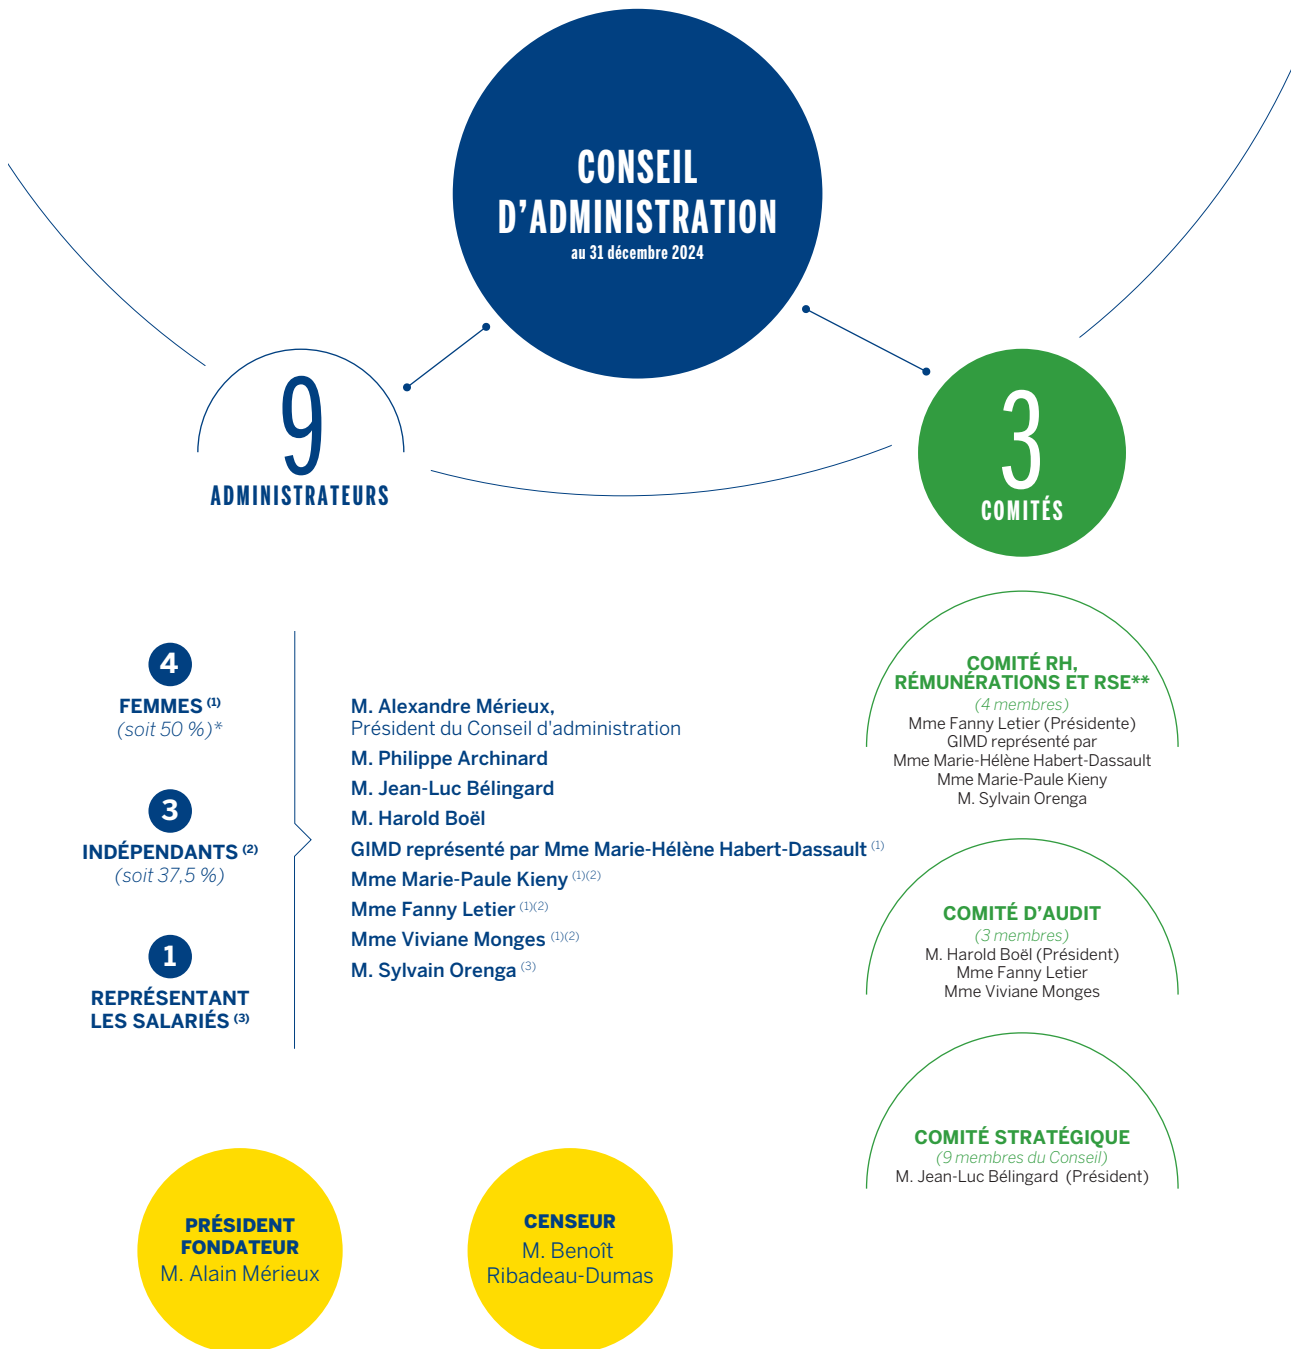 CONSEIL
D'ADMINISTRATION
au 31 décembre 2024
9
ADMINISTRATEURS
3
COMITÉS
4
FEMMES (1)
(soit 50 %)*
3
INDÉPENDANTS (2)
(soit 37,5 %)
1
REPRÉSENTANT
LES SALARIÉS (3)
M. Alexandre Mérieux,
Président du Conseil d'administration
M. Philippe Archinard
M. Jean-Luc Bélingard
M. Harold Boël
GIMD représenté par Mme Marie-Hélène Habert-Dassault (1)
Mme Marie-Paule Kieny (1)(2)
Mme Fanny Letier (1)(2)
Mme Viviane Monges (1)(2)
M. Sylvain Orenga (3)
COMITÉ RH,
RÉMUNÉRATIONS ET RSE**
(4 membres)
Mme Fanny Letier (Présidente)
GIMD représenté par
Mme Marie-Hélène Habert-Dassault
Mme Marie-Paule Kieny
M. Sylvain Orenga
COMITÉ D'AUDIT
(3 membres)
M. Harold Boël (Président)
Mme Fanny Letier
Mme Viviane Monges
COMITÉ STRATÉGIQUE
(9 membres du Conseil)
M. Jean-Luc Bélingard (Président)
PRÉSIDENT
FONDATEUR
M. Alain Mérieux
CENSEUR
M. Benoît
Ribadeau-Dumas